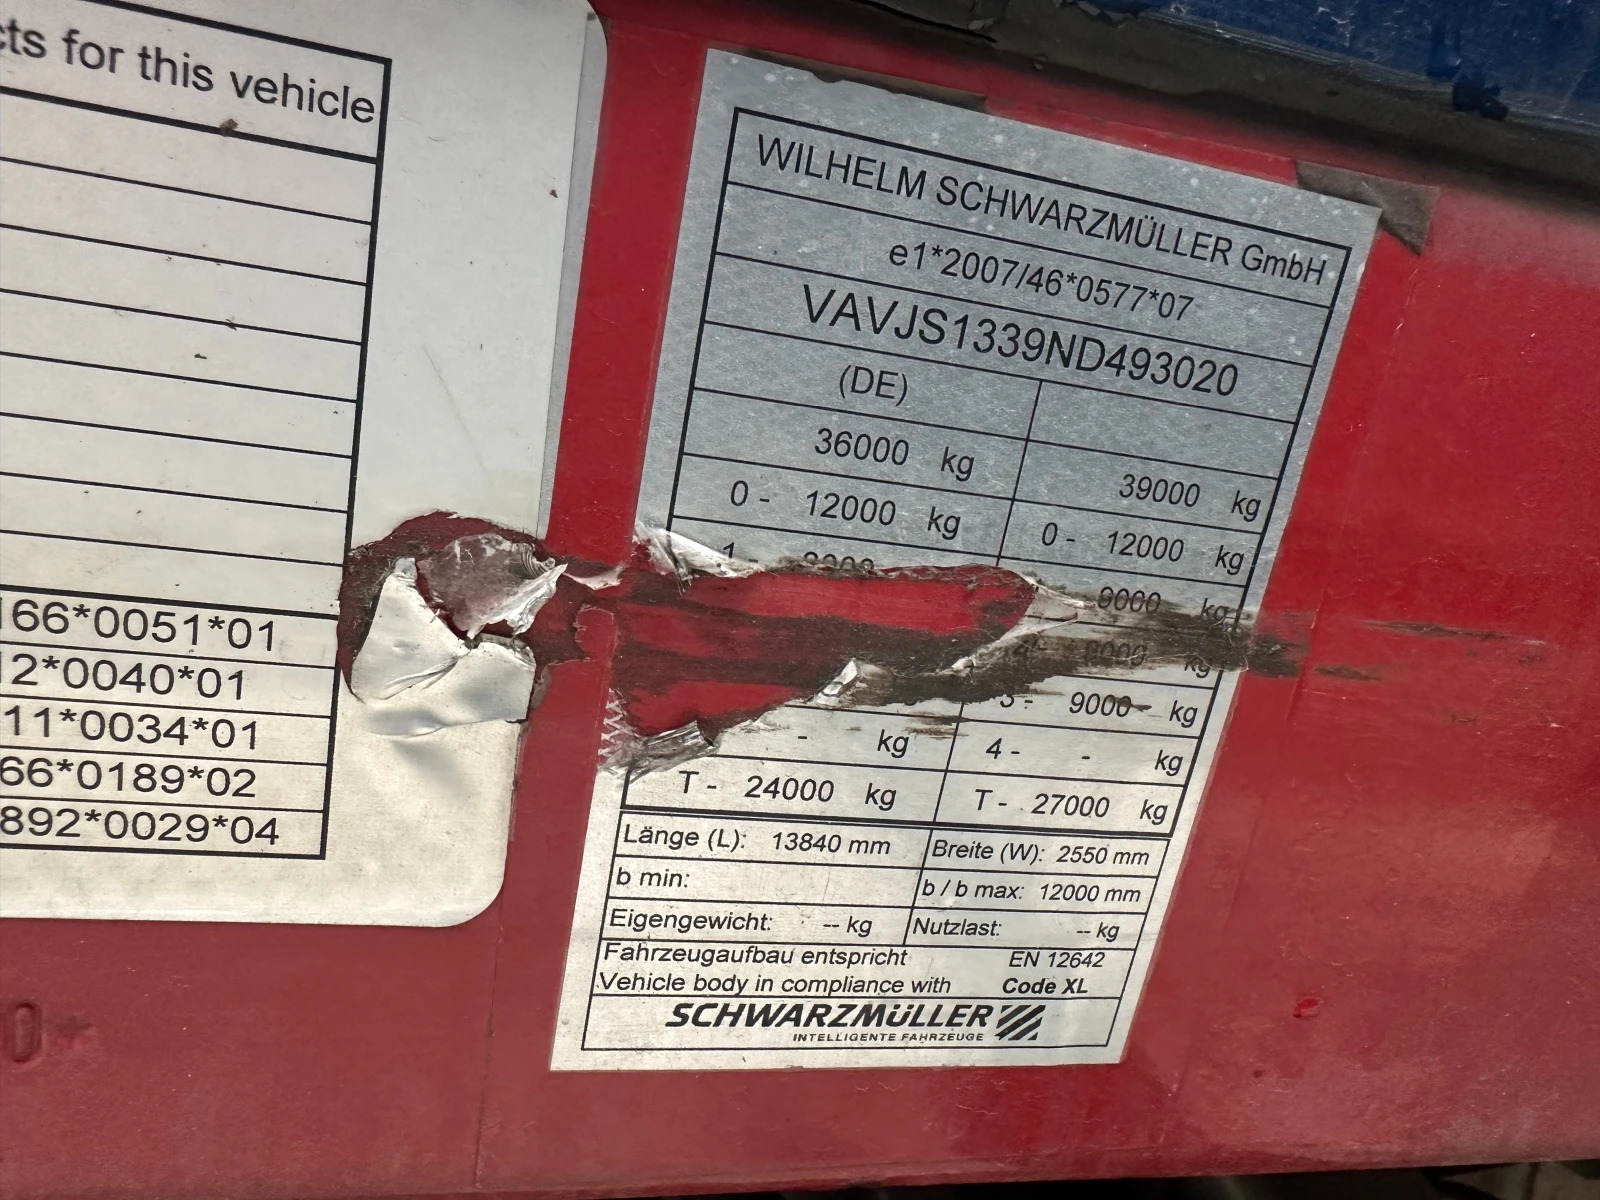 cts for this vehicle
166*0051*01
12*0040*01
11*0034*01
66*0189*02
892*0029*04
WILHELM SCHWARZMÜLLER GmbH
e1*2007/46*0577*07
VAVJS1339ND493020
(DE)
36000 kg 39000 kg
0 - 12000 kg 0 - 12000 kg
1 - 9000 kg
9000 kg
3 - 9000 kg
- kg 4 - - kg
T - 24000 kg T - 27000 kg
Länge (L): 13840 mm Breite (W): 2550 mm
b min: b / b max: 12000 mm
Eigengewicht: -- kg Nutzlast: -- kg
Fahrzeugaufbau entspricht EN 12642
Vehicle body in compliance with Code XL
SCHWARZMÜLLER
INTELLIGENTE FAHRZEUGE